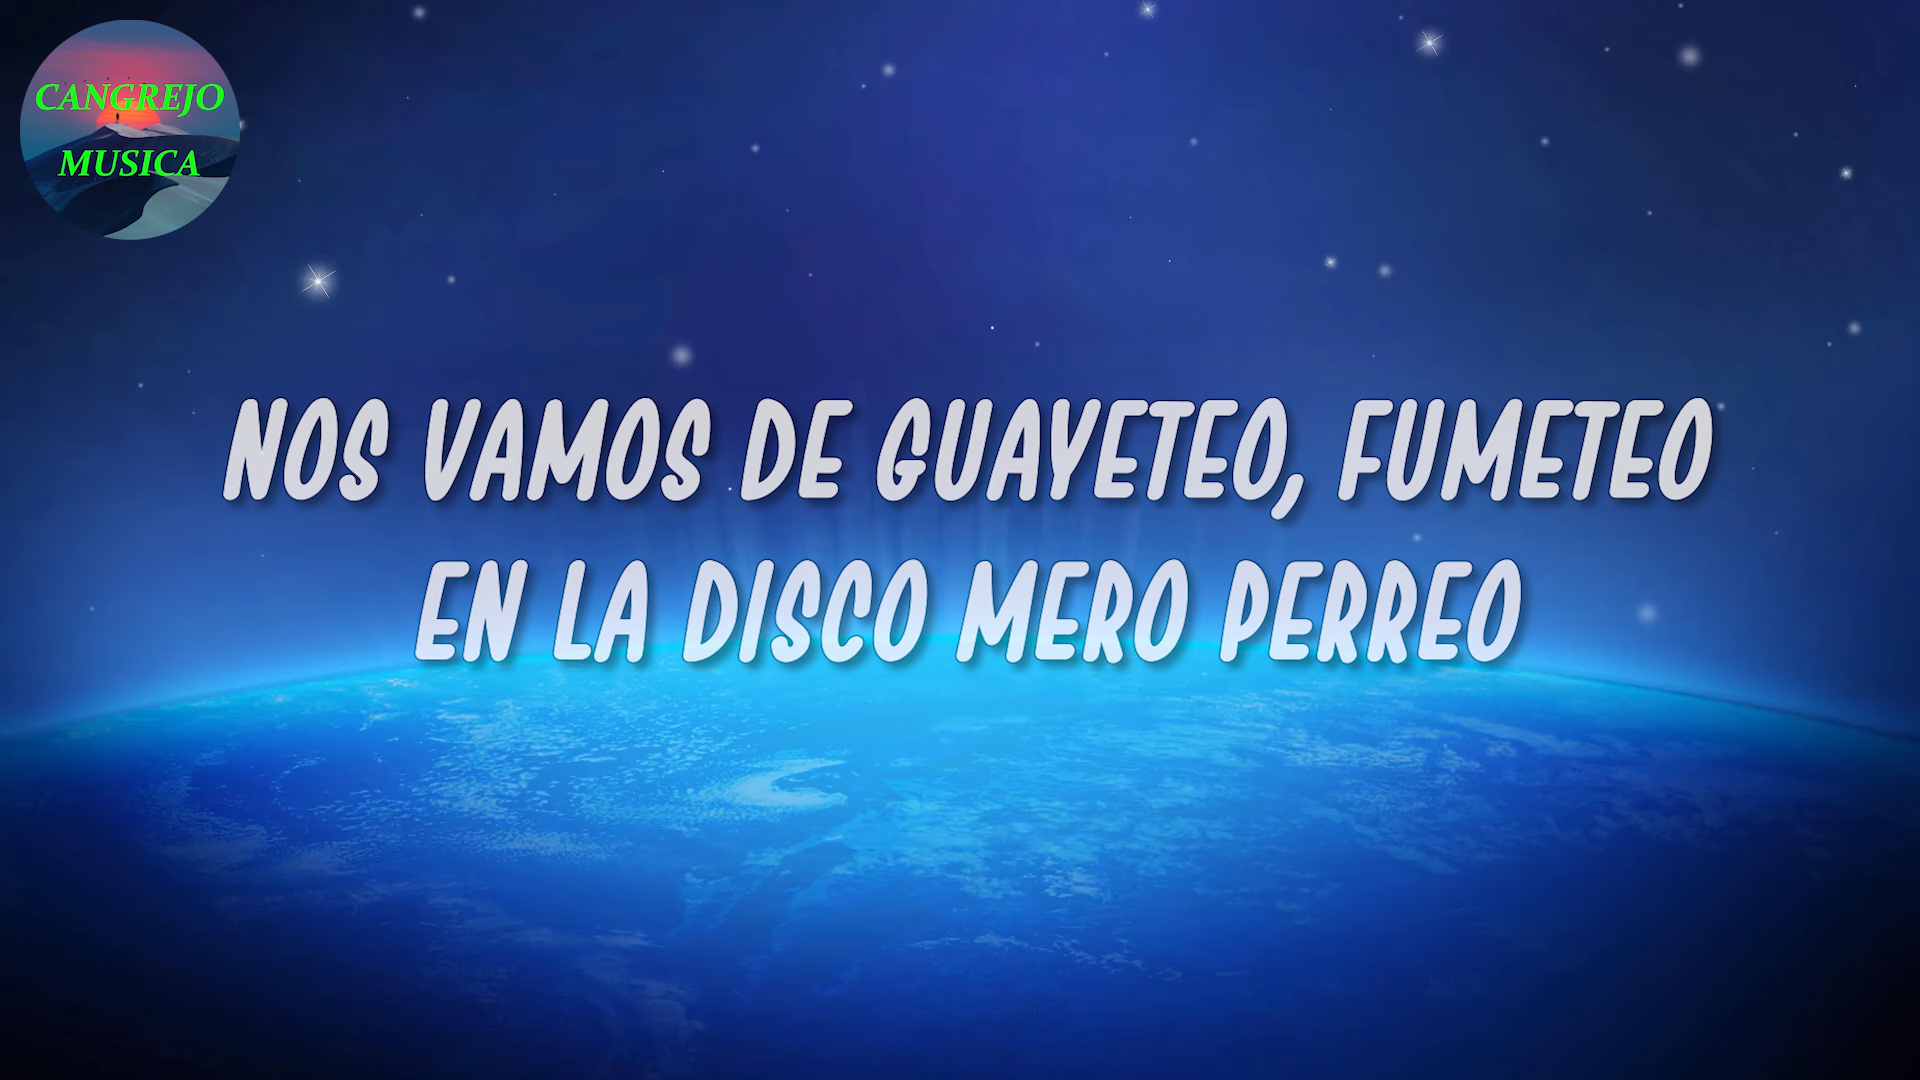 CANGREJO
MUSICA
NOS VAMOS DE GUAYETEO, FUMETEO
EN LA DISCO MERO PERREO